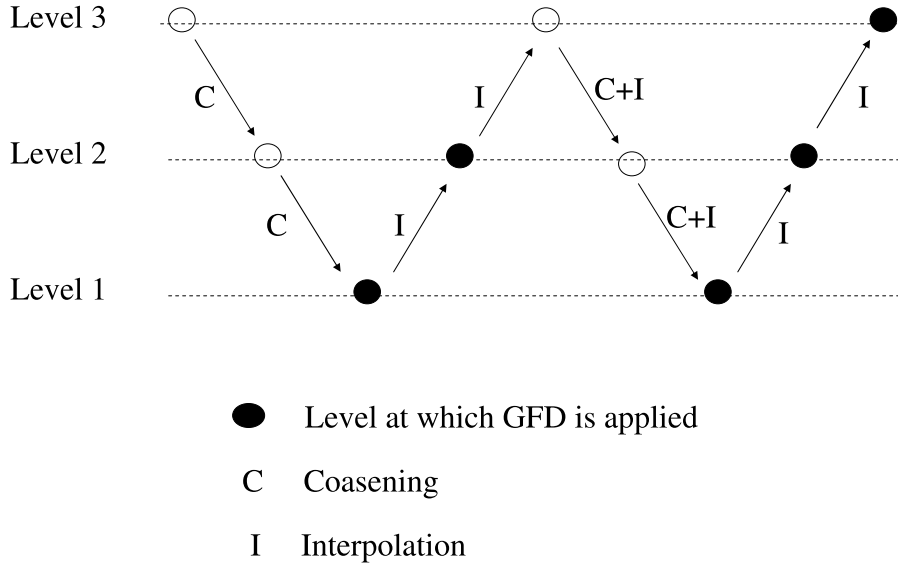 Level 3
C
C+I
I
I
Level 2
C
I
C+I
I
Level 1
Level at which GFD is applied
C Coasening
I Interpolation